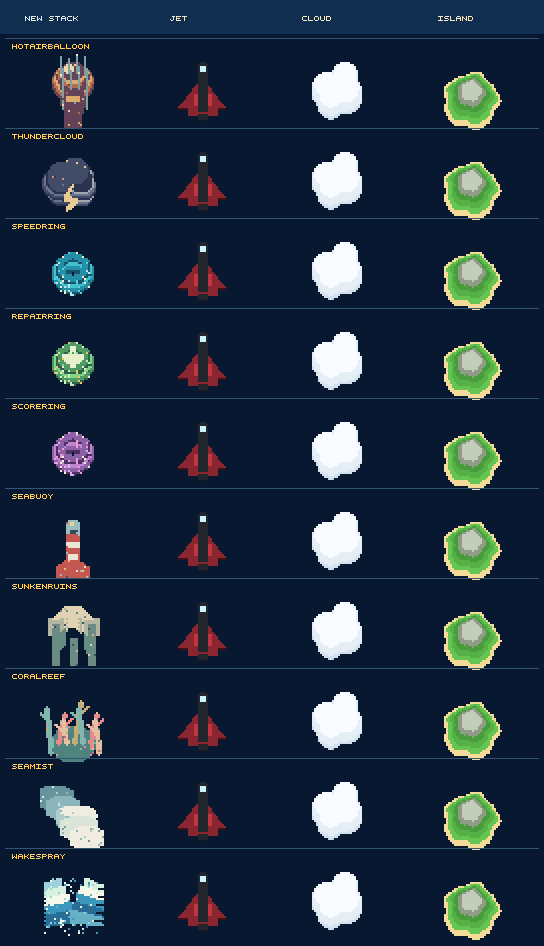 NEW STACK JET CLOUD ISLAND
HOTAIRBALLOON
THUNDERCLOUD
SPEEDRING
REPAIRRING
SCORERING
SEABUOY
SUNKENRUINS
CORALREEF
SEAMIST
WAKESPRAY